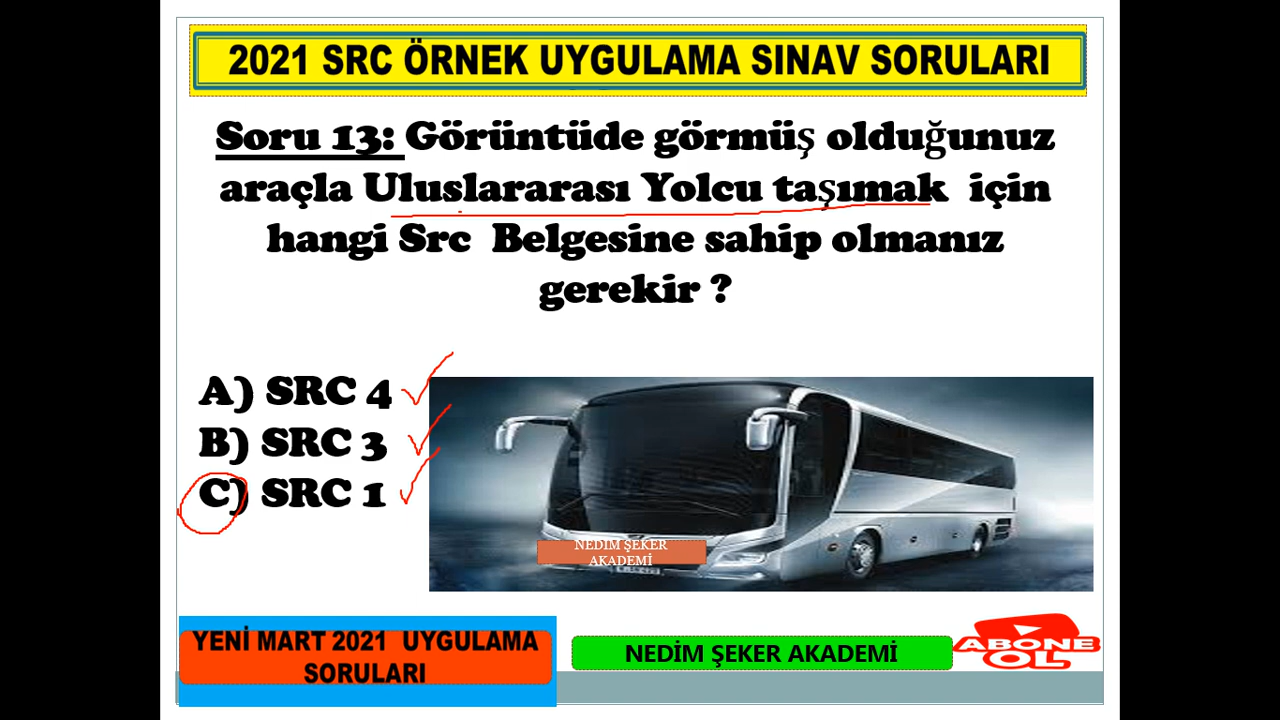 2021 SRC ÖRNEK UYGULAMA SINAV SORULARI
Soru 13: Görüntüde görmüş olduğunuz
araçla Uluslararası Yolcu taşımak için
hangi Src Belgesine sahip olmanız
gerekir ?
A) SRC 4
B) SRC 3
C) SRC 1
NEDİM ŞEKER
AKADEMİ
YENİ MART 2021 UYGULAMA
SORULARI
NEDİM ŞEKER AKADEMİ
ABONE
OL